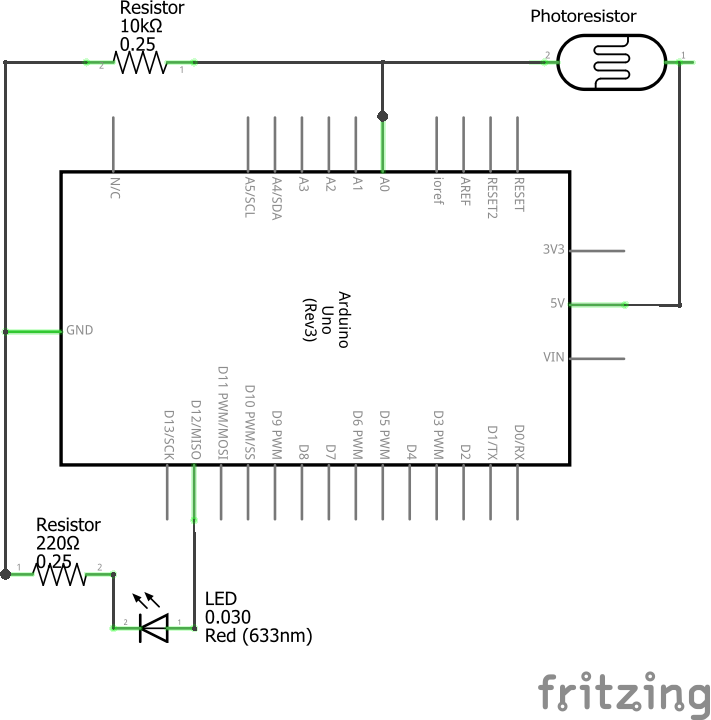 Resistor
10kΩ
0.25
2
1
Photoresistor
2
1
N/C
A5/SCL
A4/SDA
A3
A2
A1
A0
ioref
AREF
RESET2
RESET
3V3
5V
VIN
GND
Arduino
Uno
(Rev3)
D13/SCK
D12/MISO
D11 PWM/MOSI
D10 PWM/SS
D9 PWM
D8
D7
D6 PWM
D5 PWM
D4
D3 PWM
D2
D1/TX
D0/RX
Resistor
220Ω
0.25
1
2
LED
0.030
Red (633nm)
2
1
fritzing